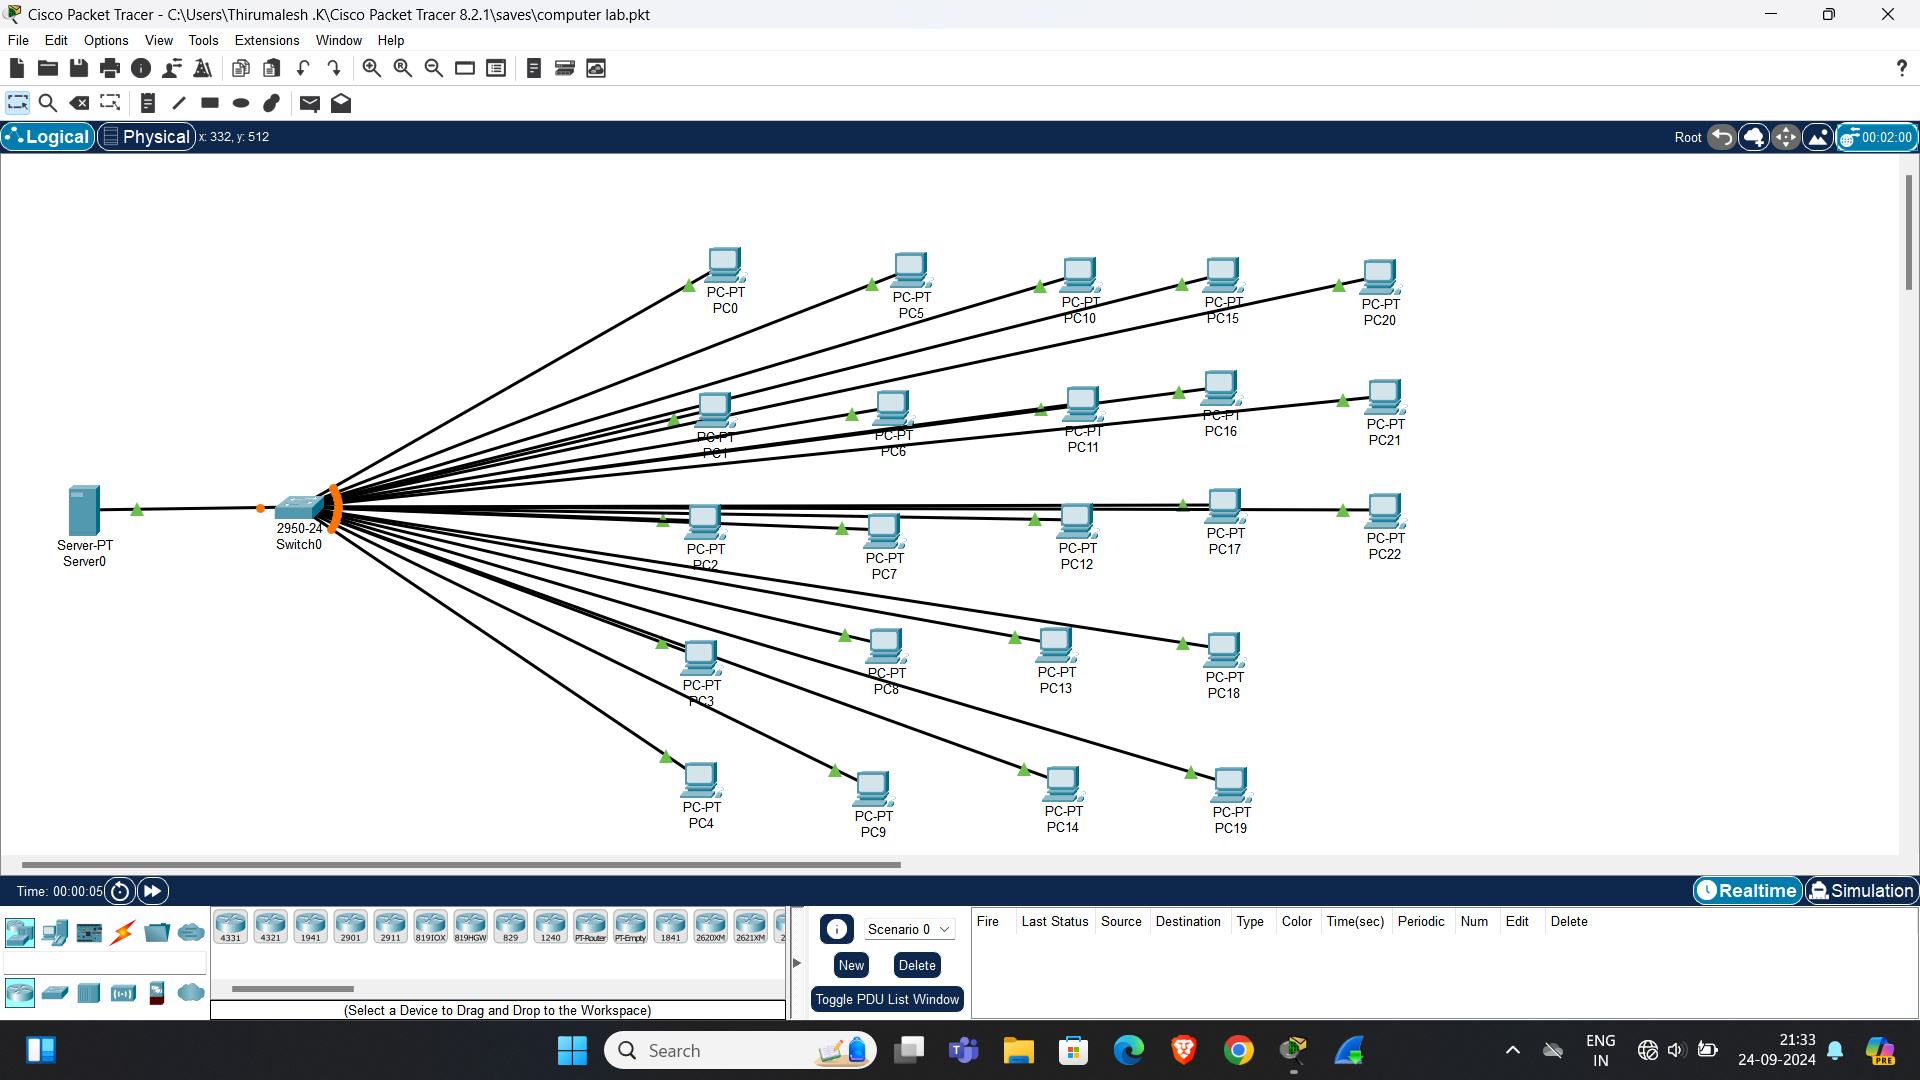 Cisco Packet Tracer - C:\Users\Thirumalesh .K\Cisco Packet Tracer 8.2.1\saves\computer lab.pkt
File Edit Options View Tools Extensions Window Help
?
Logical Physical x: 332, y: 512 Root 00:02:00
PC-PT
PC0
PC-PT
PC5
PC-PT
PC10
PC-PT
PC15
PC-PT
PC20
PC-PT
PC1
PC-PT
PC6
PC-PT
PC11
PC-PT
PC16
PC-PT
PC21
Server-PT
Server0
2950-24
Switch0
PC-PT
PC2
PC-PT
PC7
PC-PT
PC12
PC-PT
PC17
PC-PT
PC22
PC-PT
PC3
PC-PT
PC8
PC-PT
PC13
PC-PT
PC18
PC-PT
PC4
PC-PT
PC9
PC-PT
PC14
PC-PT
PC19
Time: 00:00:05 Realtime Simulation
4331 4321 1941 2901 2911 819IOX 819HGW 829 1240 PT-Router PT-Empty 1841 2620XM 2621XM 2
(Select a Device to Drag and Drop to the Workspace)
Scenario 0
New Delete
Toggle PDU List Window
Fire Last Status Source Destination Type Color Time(sec) Periodic Num Edit Delete
Search
ENG
IN
21:33
24-09-2024
PRE